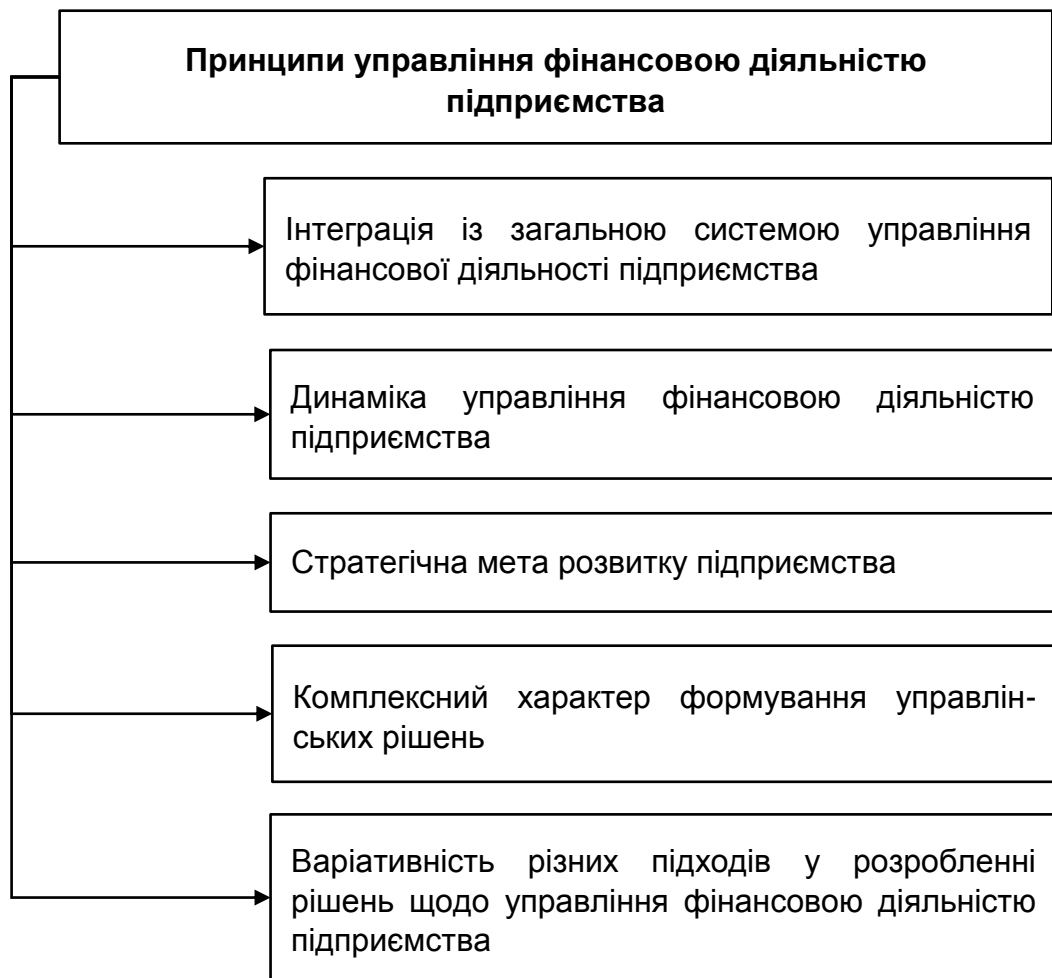 Принципи управління фінансовою діяльністю
підприємства
Інтеграція із загальною системою управління
фінансової діяльності підприємства
Динаміка управління фінансовою діяльністю
підприємства
Стратегічна мета розвитку підприємства
Комплексний характер формування управлін-
ських рішень
Варіативність різних підходів у розробленні
рішень щодо управління фінансовою діяльністю
підприємства